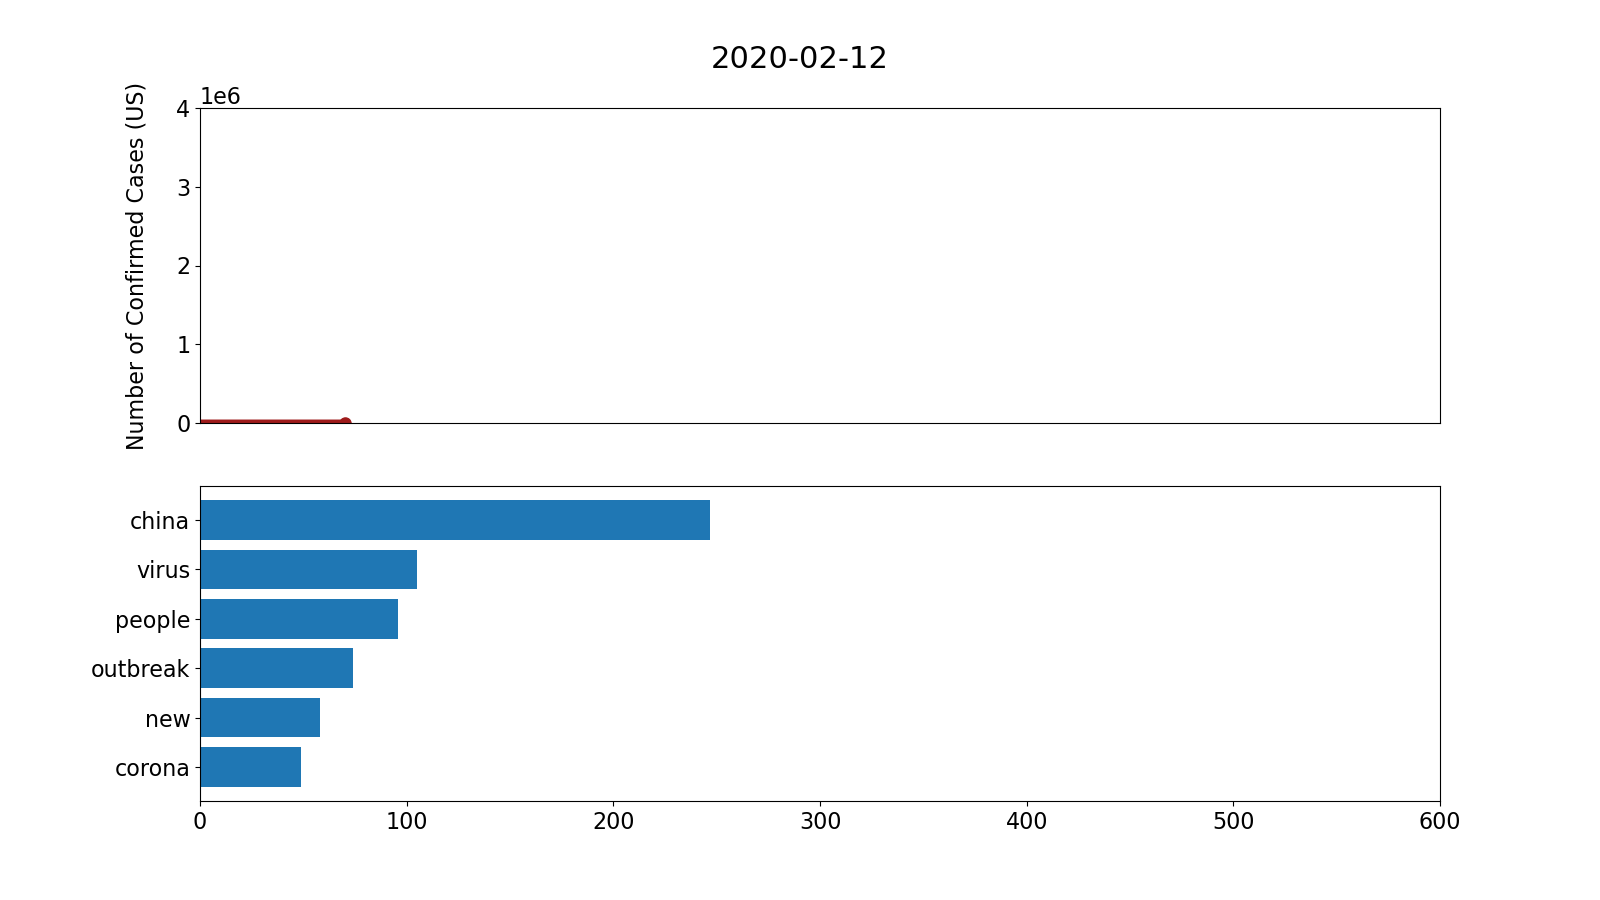 2020-02-12
1e6
Number of Confirmed Cases (US)
4
3
2
1
0
china
virus
people
outbreak
new
corona
0 100 200 300 400 500 600